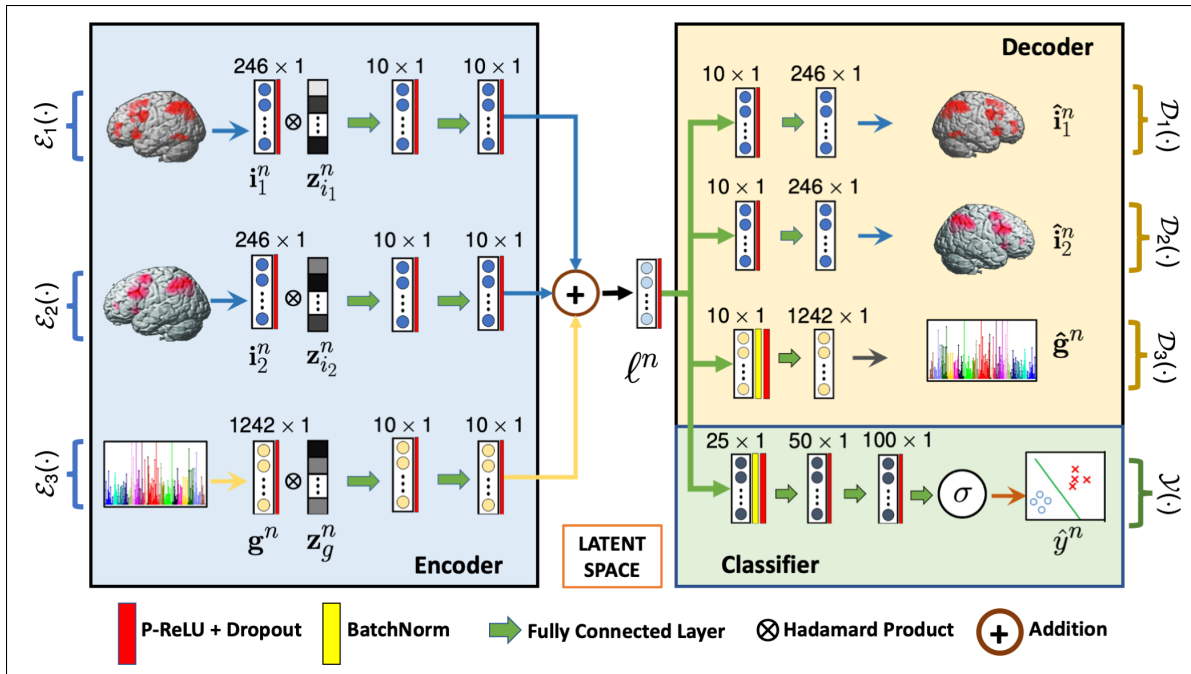 Encoder
ℰ₁(·)
246 × 1
10 × 1
10 × 1
⊗
i₁ⁿ
z_{i₁}ⁿ
ℰ₂(·)
246 × 1
10 × 1
10 × 1
⊗
i₂ⁿ
z_{i₂}ⁿ
ℰ₃(·)
1242 × 1
10 × 1
10 × 1
⊗
gⁿ
z_gⁿ
+
ℓⁿ
LATENT
SPACE
Decoder
10 × 1
246 × 1
î₁ⁿ
𝒟₁(·)
10 × 1
246 × 1
î₂ⁿ
𝒟₂(·)
10 × 1
1242 × 1
ĝⁿ
𝒟₃(·)
25 × 1
50 × 1
100 × 1
σ
ŷⁿ
𝒴(·)
Classifier
P-ReLU + Dropout
BatchNorm
Fully Connected Layer
⊗ Hadamard Product
+ Addition